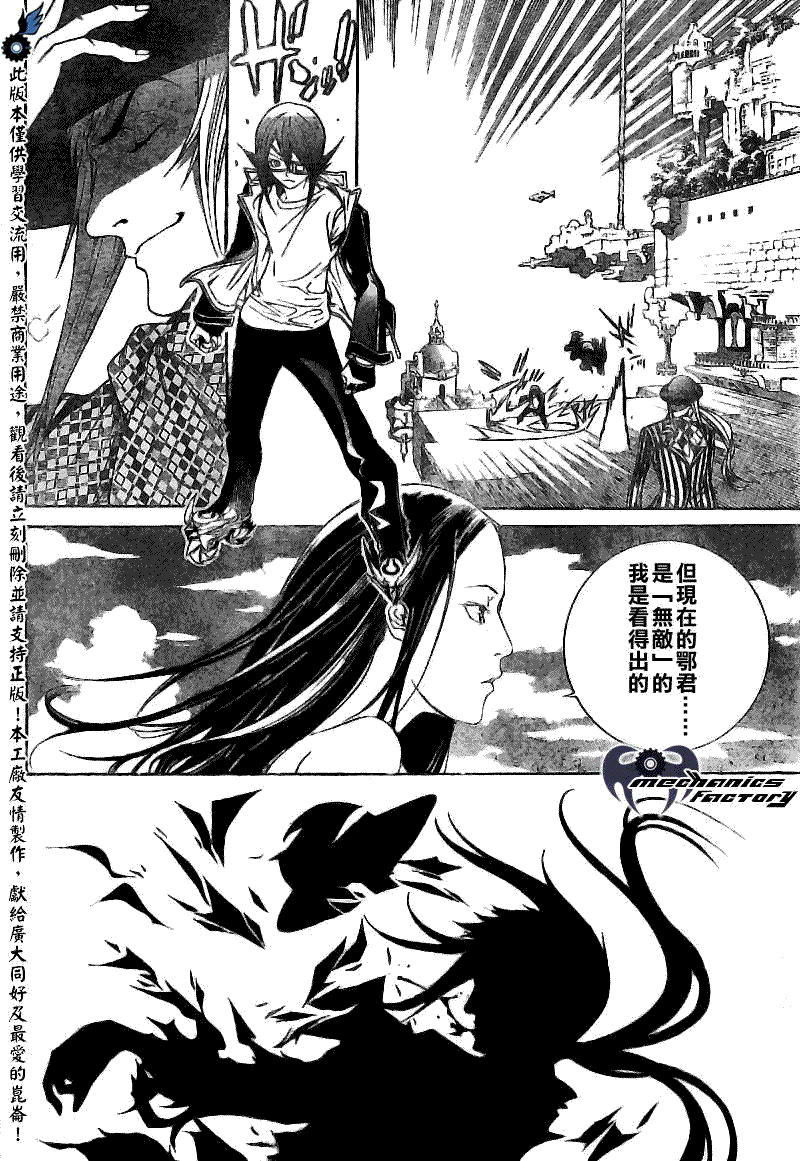 ギンッ
但現在的鄂君……
是「無敵」的
我是看得出的
mechanics
Factory
此版本僅供學習交流用，嚴禁商業用途，觀看後請立刻刪除並請支持正版！本工廠友情製作，獻給廣大同好及最愛的崑崙！